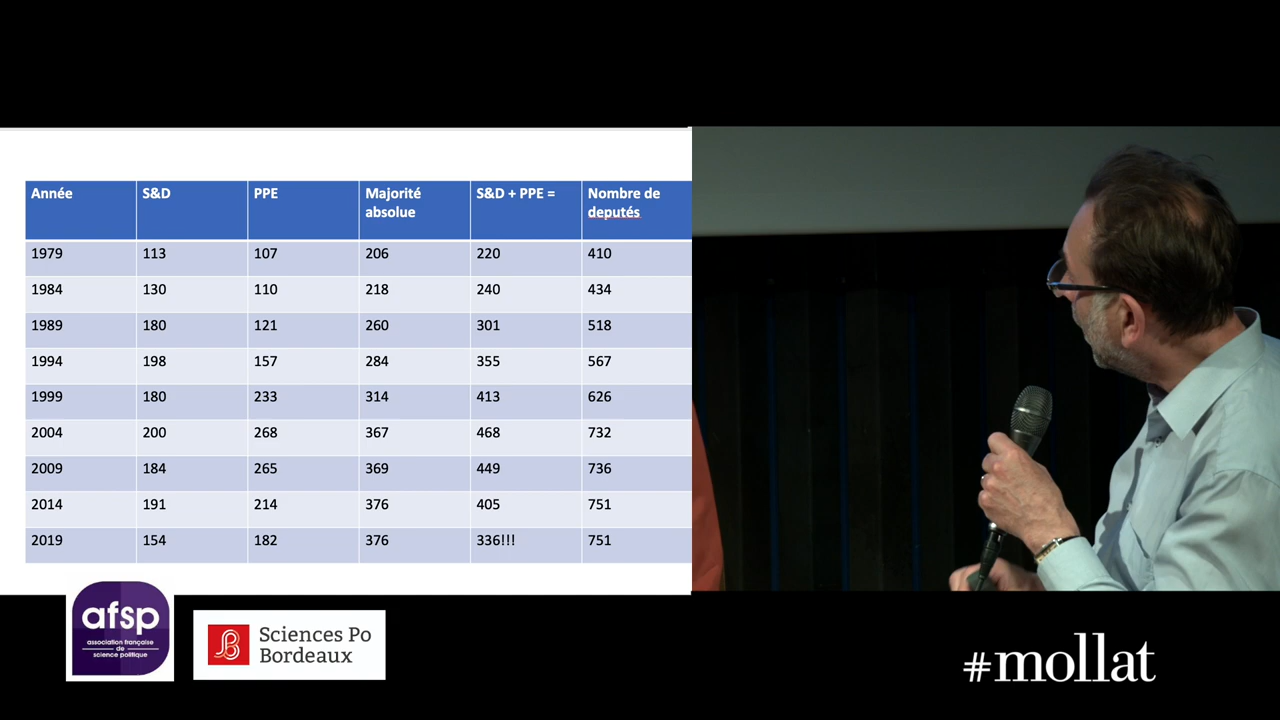 Année S&D PPE Majorité absolue S&D + PPE = Nombre de deputés
1979 113 107 206 220 410
1984 130 110 218 240 434
1989 180 121 260 301 518
1994 198 157 284 355 567
1999 180 233 314 413 626
2004 200 268 367 468 732
2009 184 265 369 449 736
2014 191 214 376 405 751
2019 154 182 376 336!!! 751
afsp
association française
de
science politique
Sciences Po
Bordeaux
#mollat